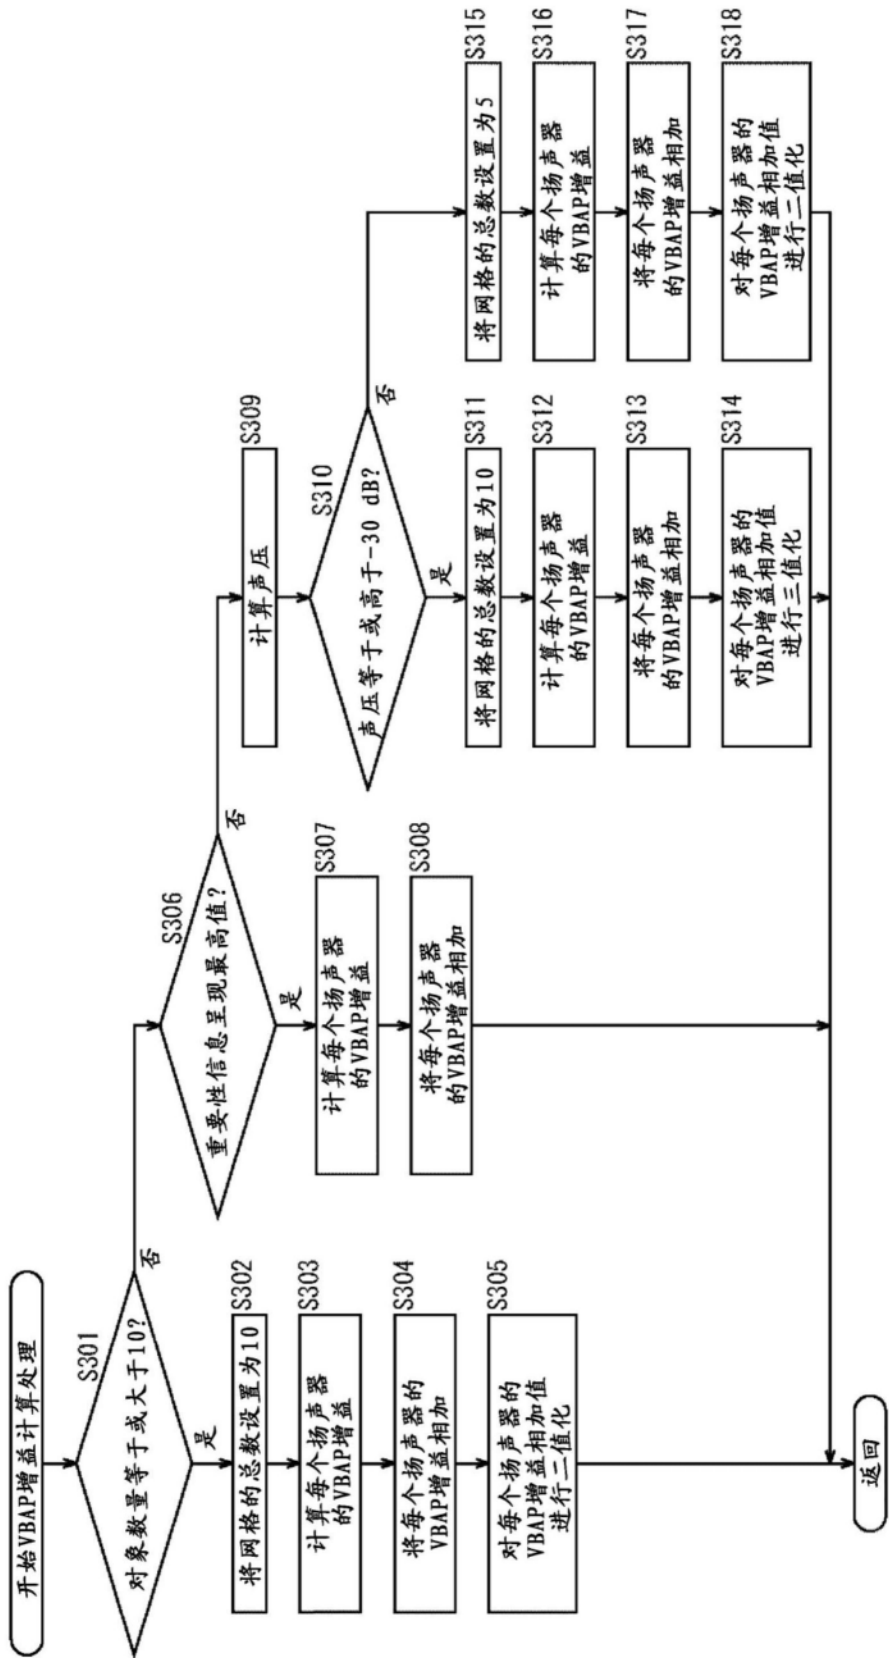 开始VBAP增益计算处理
S301
对象数量等于或大于10?
是
否
S302
将网格的总数设置为10
S303
计算每个扬声器
的VBAP增益
S304
将每个扬声器的
VBAP增益相加
S305
对每个扬声器的
VBAP增益相加值
进行二值化
S306
重要性信息呈现最高值?
是
否
S307
计算每个扬声器
的VBAP增益
S308
将每个扬声器
的VBAP增益相加
S309
计算声压
S310
声压等于或高于-30 dB?
是
否
S311
将网格的总数设置为10
S312
计算每个扬声器
的VBAP增益
S313
将每个扬声器
的VBAP增益相加
S314
对每个扬声器的
VBAP增益相加值
进行三值化
S315
将网格的总数设置为5
S316
计算每个扬声器
的VBAP增益
S317
将每个扬声器
的VBAP增益相加
S318
对每个扬声器的
VBAP增益相加值
进行二值化
返回